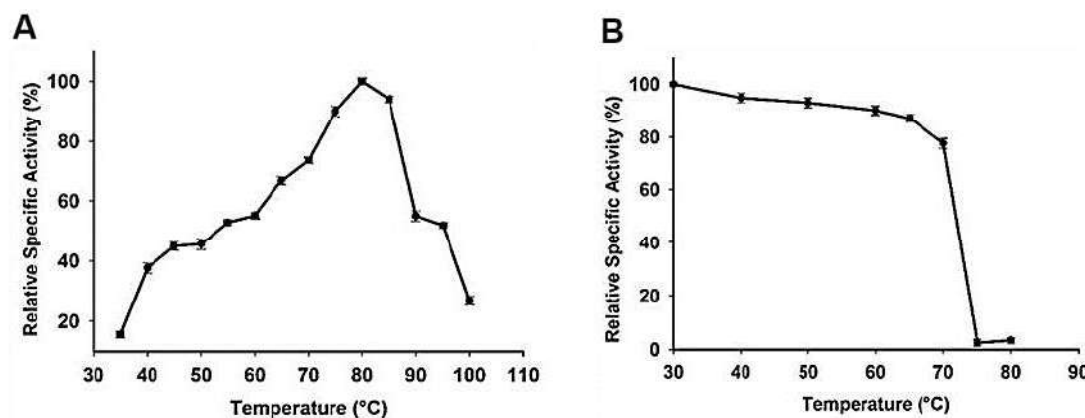 A
Relative Specific Activity (%)
100
80
60
40
20
30 40 50 60 70 80 90 100 110
Temperature (°C)
B
Relative Specific Activity (%)
100
80
60
40
20
0
30 40 50 60 70 80 90
Temperature (°C)